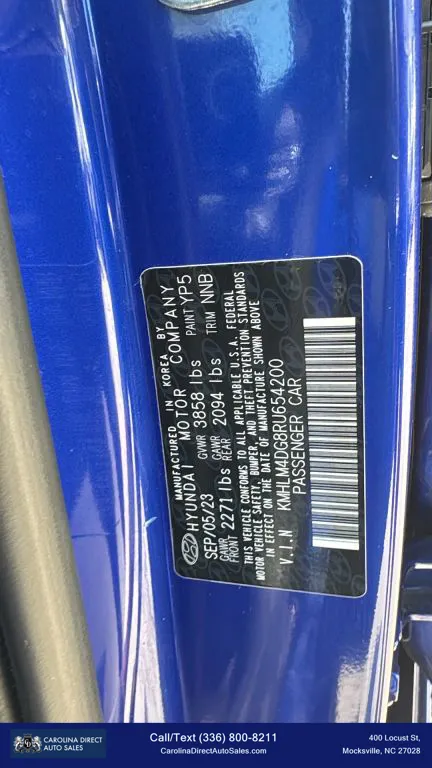 MANUFACTURED IN KOREA BY
HYUNDAI MOTOR COMPANY
SEP/05/23 GVWR 3858 lbs PAINT YP5
GAWR FRONT 2271 lbs GAWR REAR 2094 lbs TRIM NNB
THIS VEHICLE CONFORMS TO ALL APPLICABLE U.S.A. FEDERAL
MOTOR VEHICLE SAFETY, BUMPER, AND THEFT PREVENTION STANDARDS
IN EFFECT ON THE DATE OF MANUFACTURE SHOWN ABOVE
V.I.N KMHLM4DG8RU654200
PASSENGER CAR
CAROLINA DIRECT
AUTO SALES
Call/Text (336) 800-8211
CarolinaDirectAutoSales.com
400 Locust St,
Mocksville, NC 27028